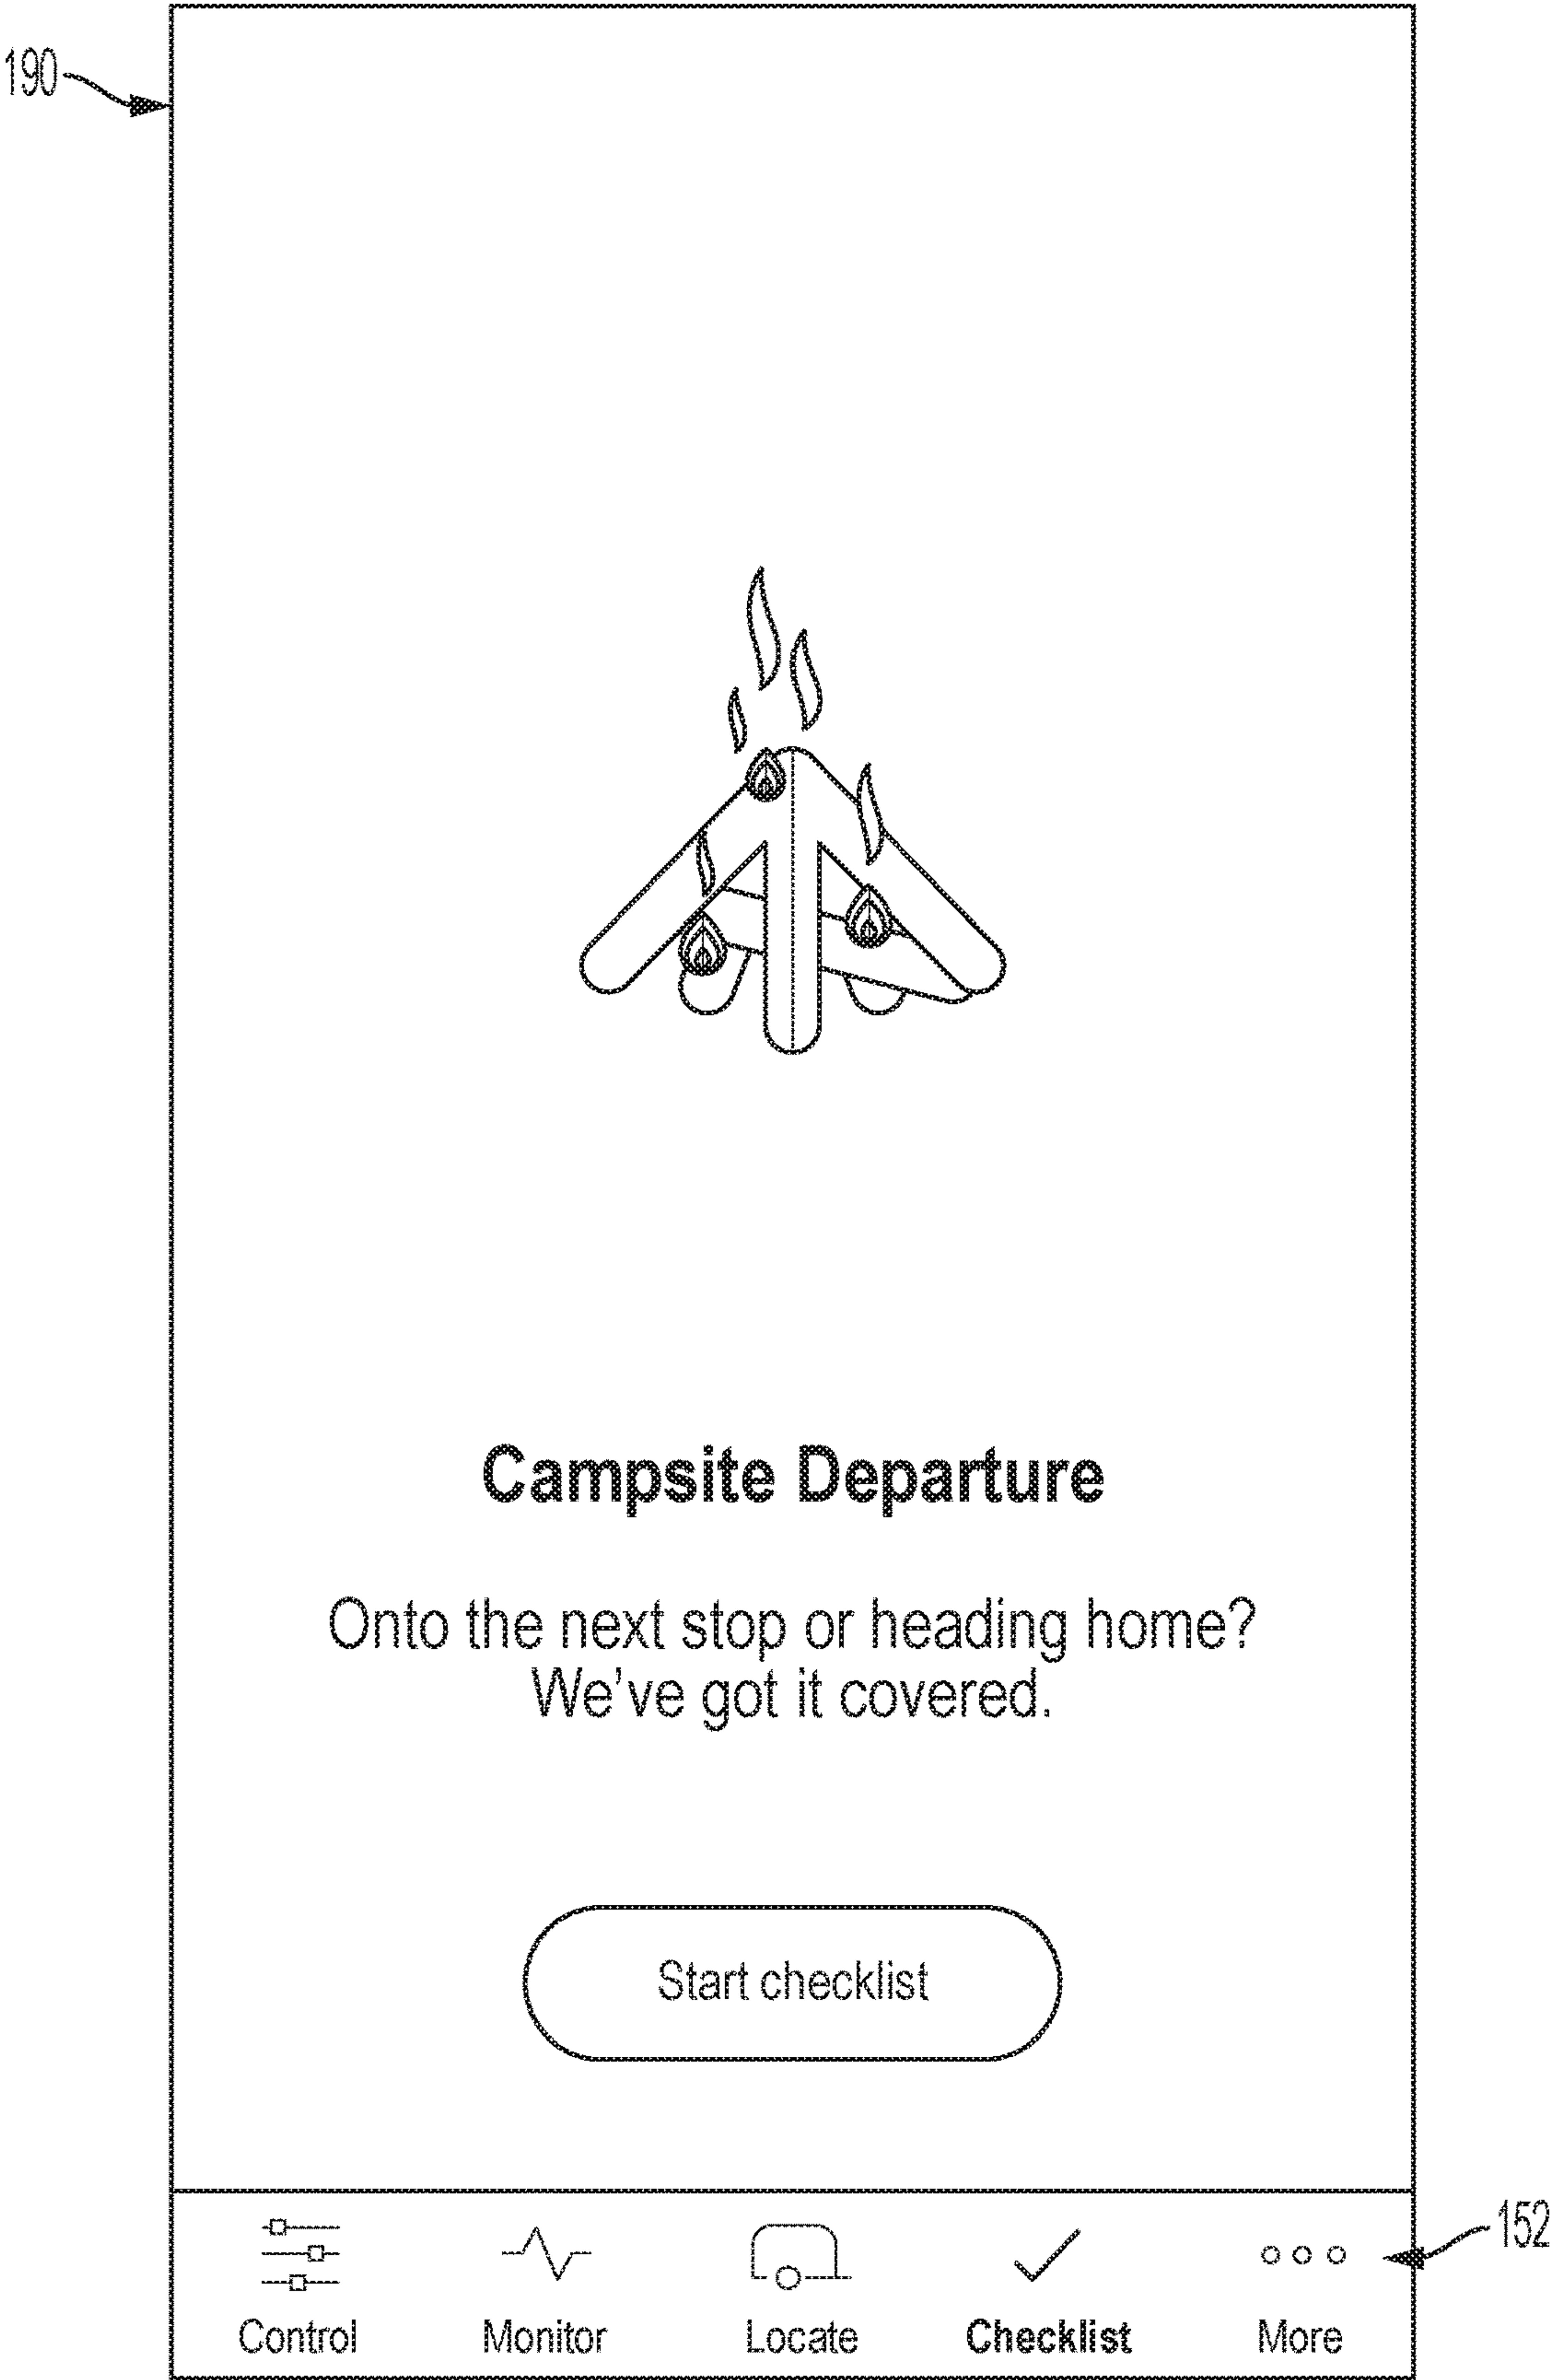 190
Campsite Departure
Onto the next stop or heading home?
We've got it covered.
Start checklist
152
Control Monitor Locate Checklist More